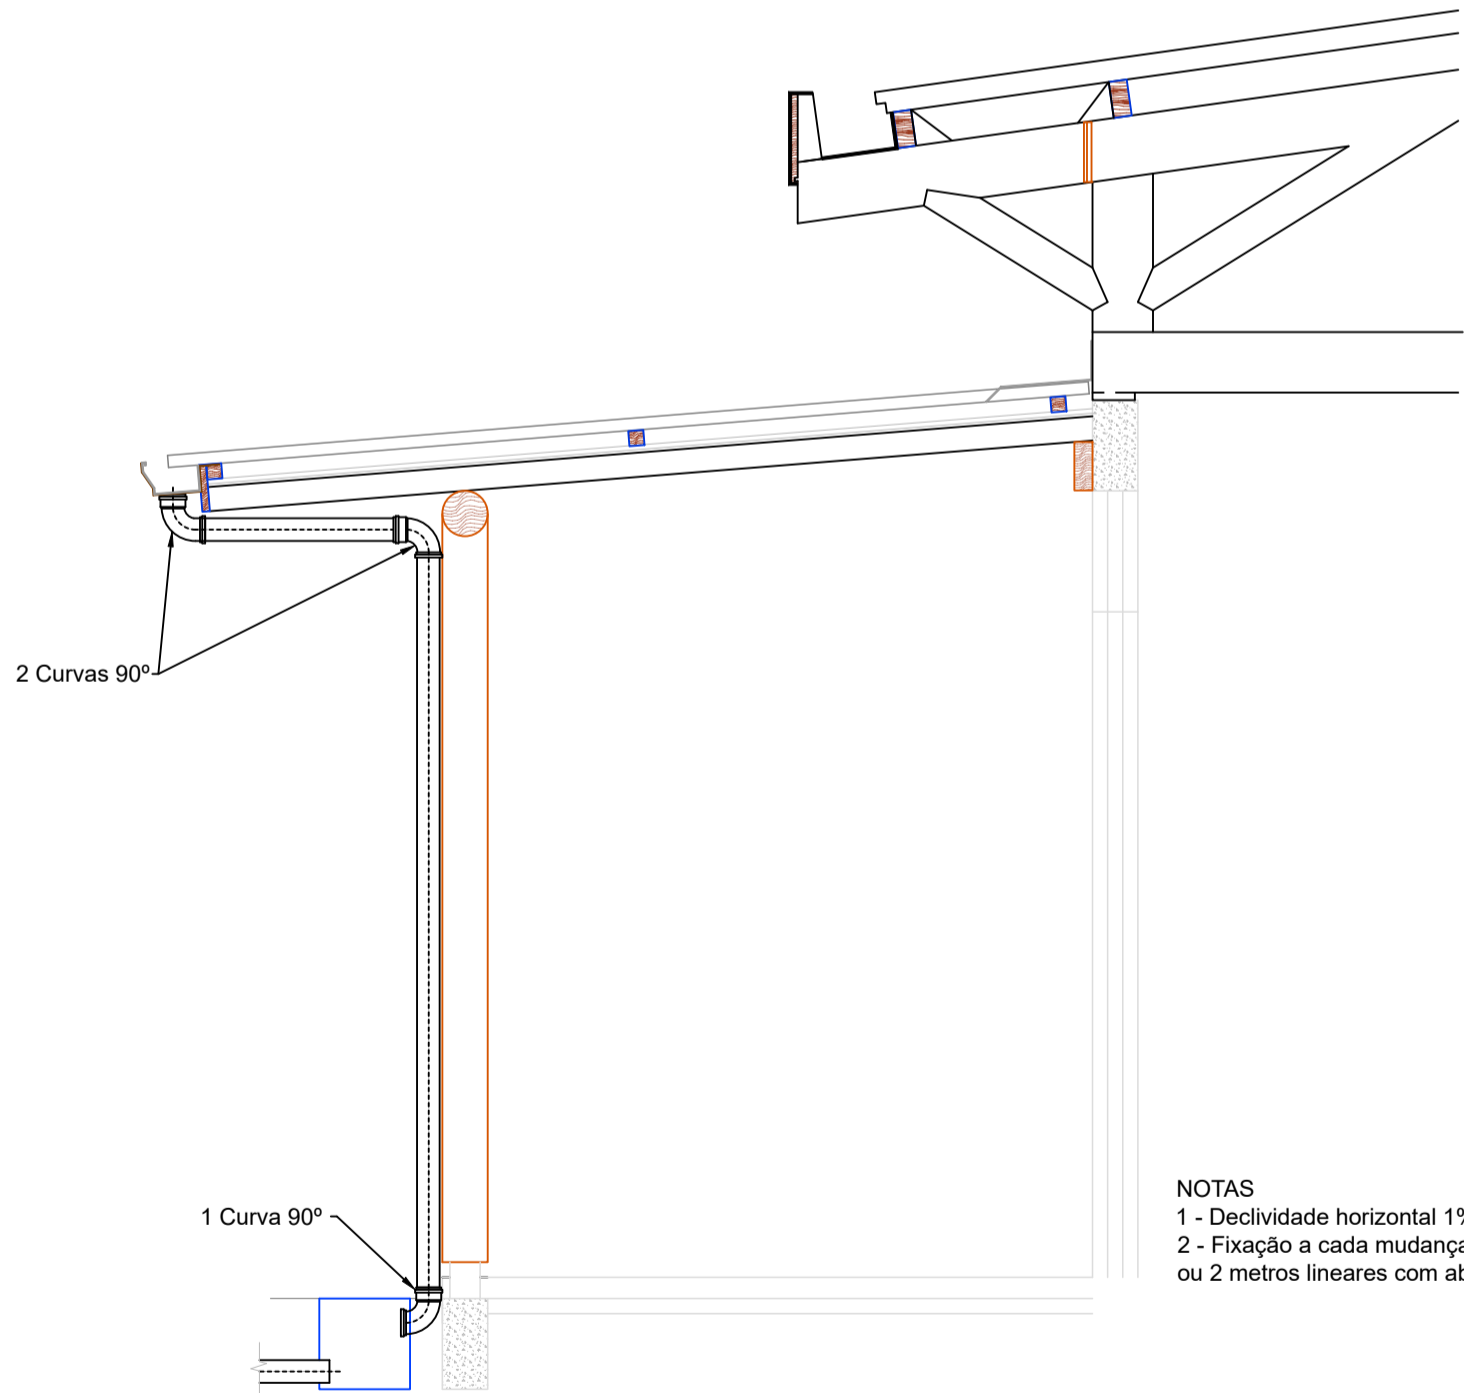 2 Curvas 90º
1 Curva 90º
NOTAS
1 - Declividade horizontal 1%
2 - Fixação a cada mudança
ou 2 metros lineares com